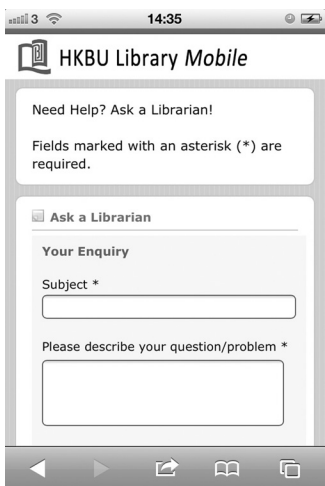 3 14:35
HKBU Library Mobile
Need Help? Ask a Librarian!
Fields marked with an asterisk (*) are
required.
Ask a Librarian
Your Enquiry
Subject *
Please describe your question/problem *